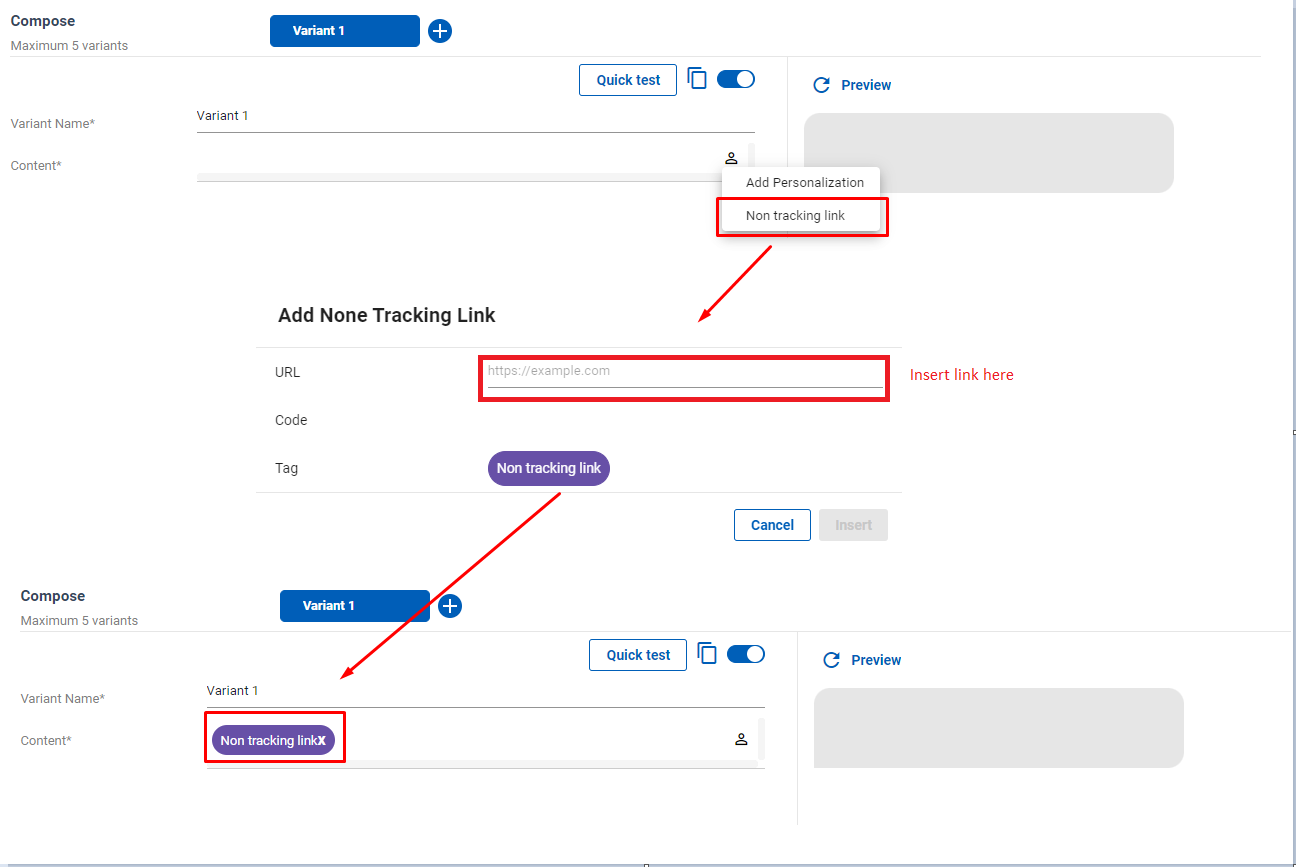 Compose
Variant 1
Maximum 5 variants
Quick test
Preview
Variant Name*
Variant 1
Content*
Add Personalization
Non tracking link
Add None Tracking Link
URL
https://example.com
Insert link here
Code
Tag
Non tracking link
Cancel
Insert
Compose
Variant 1
Maximum 5 variants
Quick test
Preview
Variant Name*
Variant 1
Content*
Non tracking linkX